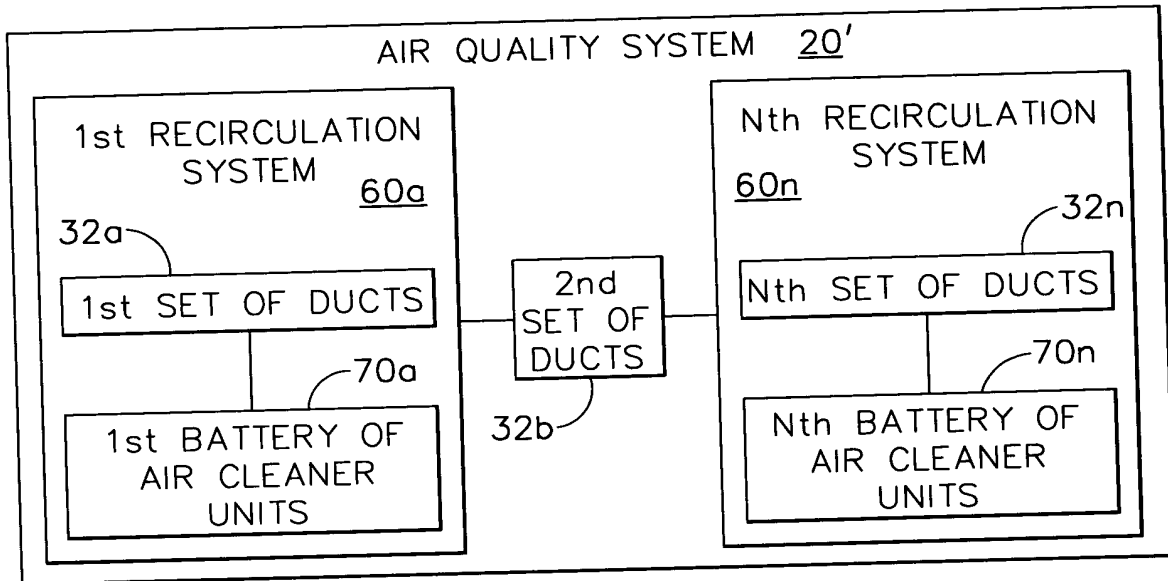 AIR QUALITY SYSTEM 20'
1st RECIRCULATION
SYSTEM
60a
32a
1st SET OF DUCTS
70a
1st BATTERY OF
AIR CLEANER
UNITS
2nd
SET OF
DUCTS
32b
Nth RECIRCULATION
SYSTEM
60n
32n
Nth SET OF DUCTS
70n
Nth BATTERY OF
AIR CLEANER
UNITS